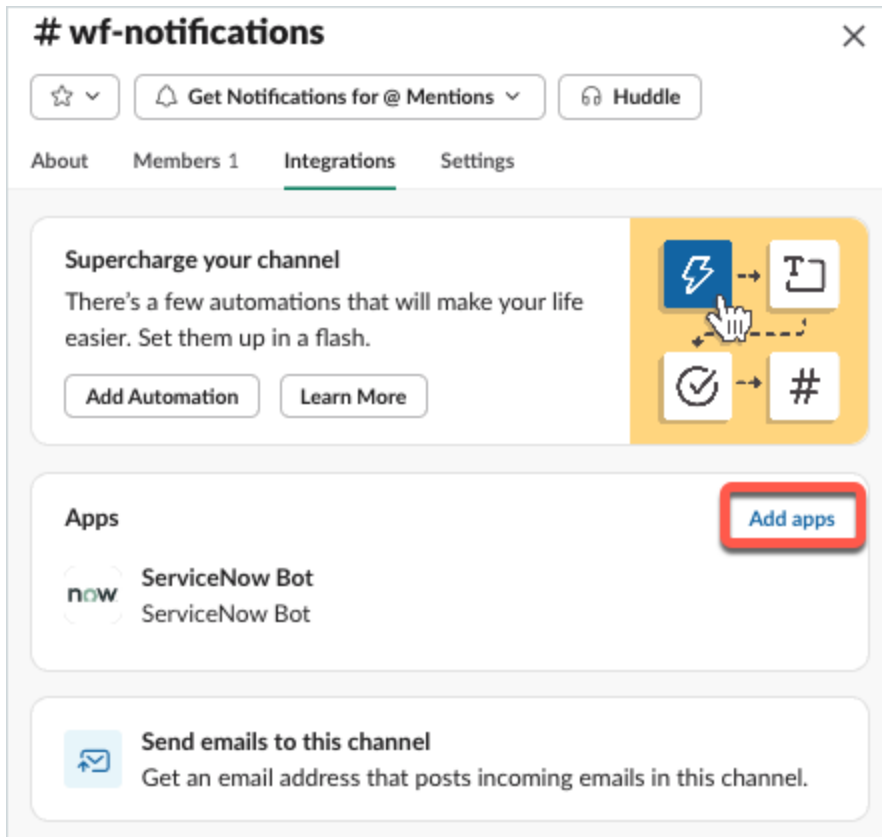 # wf-notifications
Get Notifications for @ Mentions
Huddle
About Members 1 Integrations Settings
Supercharge your channel
There's a few automations that will make your life
easier. Set them up in a flash.
Add Automation Learn More
T
#
Apps
Add apps
now
ServiceNow Bot
ServiceNow Bot
Send emails to this channel
Get an email address that posts incoming emails in this channel.